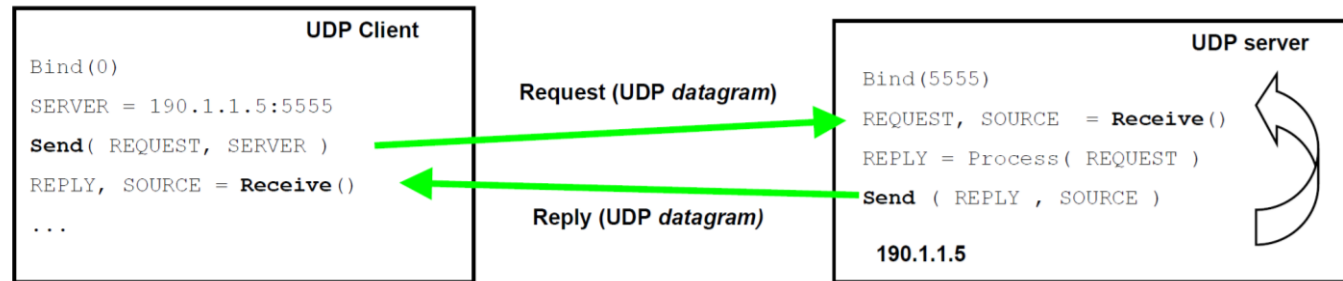 UDP Client
Bind(0)
SERVER = 190.1.1.5:5555
Send( REQUEST, SERVER )
REPLY, SOURCE = Receive()
...
Request (UDP datagram)
Reply (UDP datagram)
UDP server
Bind(5555)
REQUEST, SOURCE = Receive()
REPLY = Process( REQUEST )
Send ( REPLY , SOURCE )
190.1.1.5